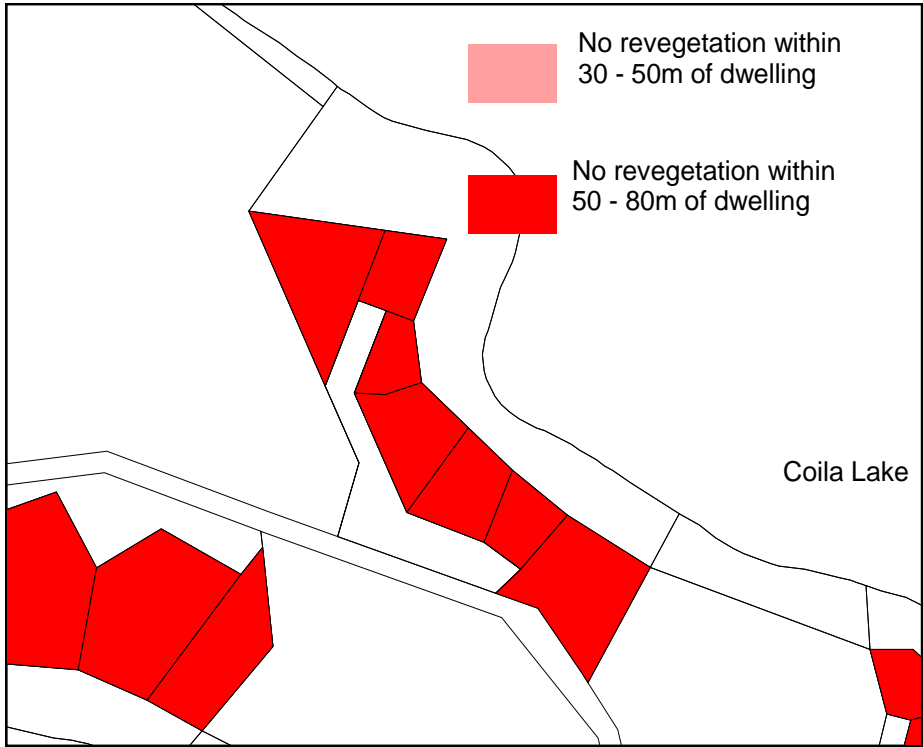 No revegetation within
30 - 50m of dwelling
No revegetation within
50 - 80m of dwelling
Coila Lake